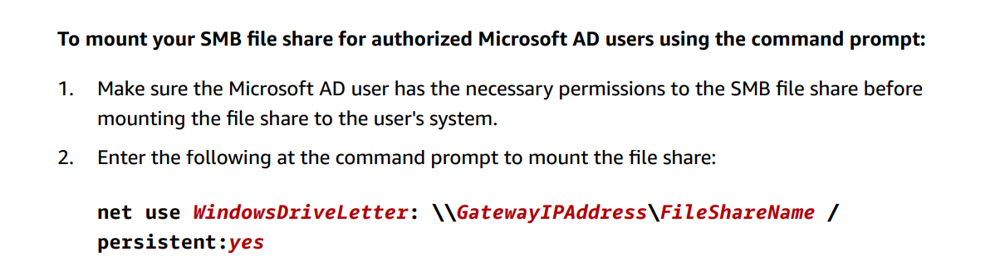 To mount your SMB file share for authorized Microsoft AD users using the command prompt:
1. Make sure the Microsoft AD user has the necessary permissions to the SMB file share before
mounting the file share to the user's system.
2. Enter the following at the command prompt to mount the file share:
net use WindowsDriveLetter: \\GatewayIPAddress\FileShareName /
persistent:yes